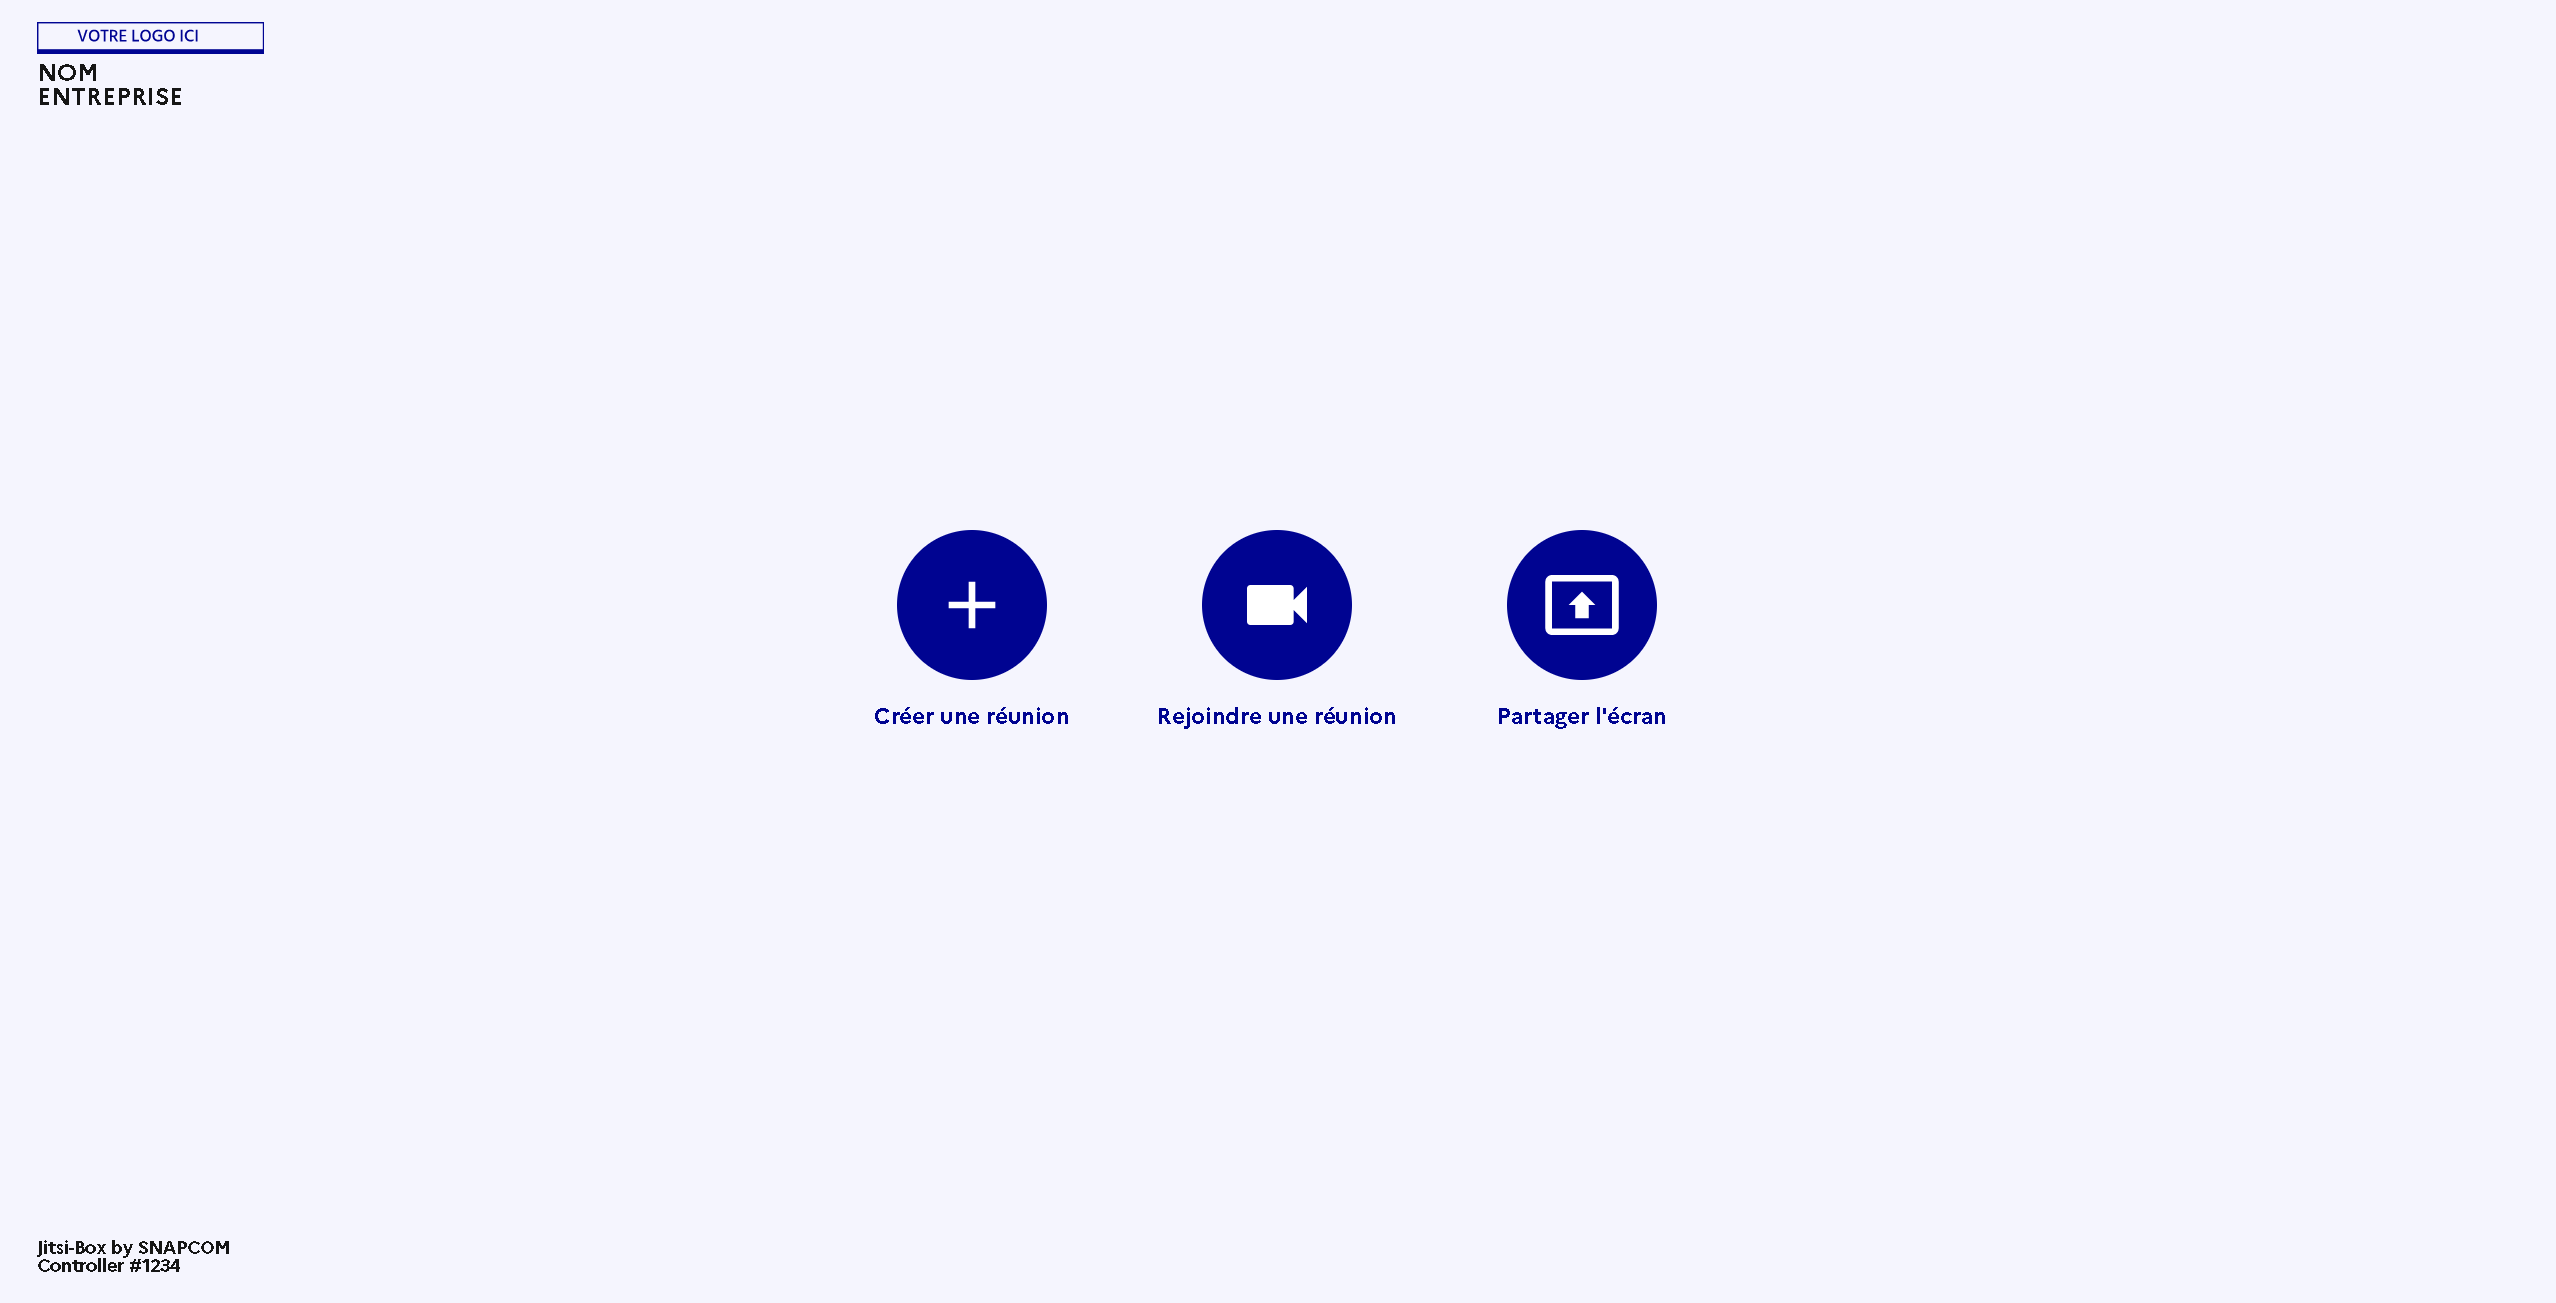 VOTRE LOGO ICI
NOM
ENTREPRISE
Créer une réunion
Rejoindre une réunion
Partager l'écran
Jitsi-Box by SNAPCOM
Controller #1234